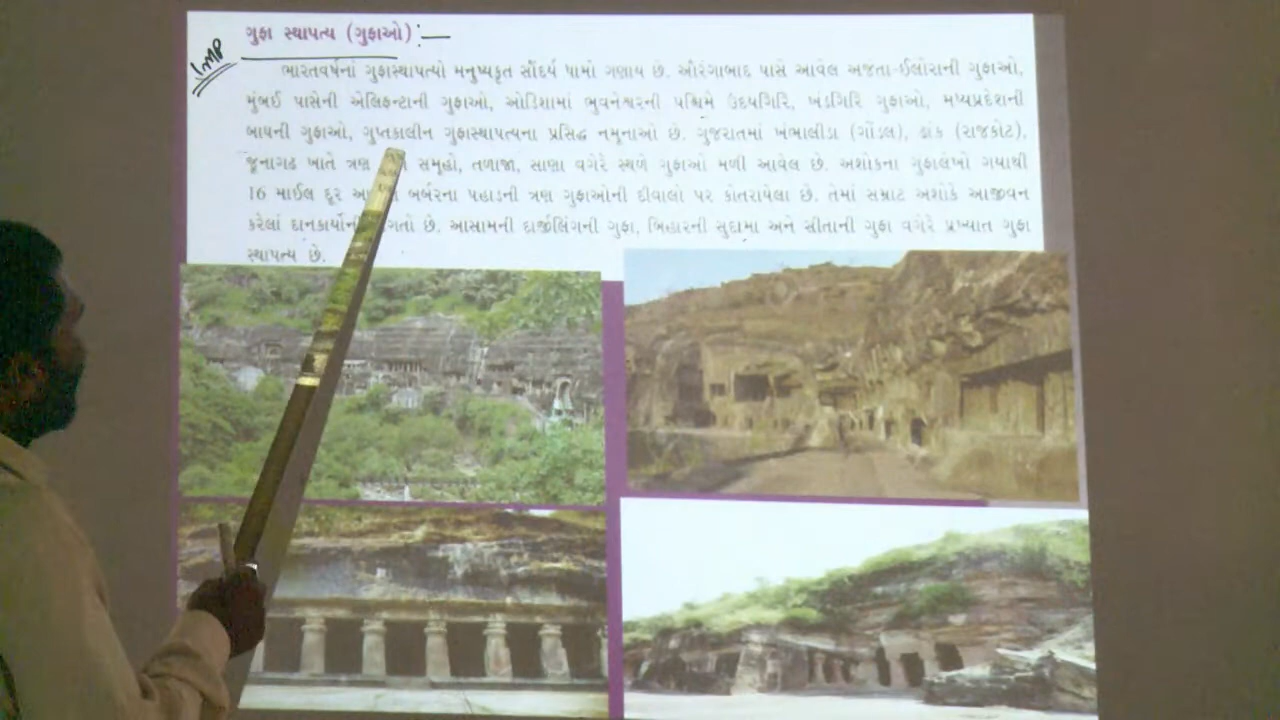 ગુફા સ્થાપત્ય (ગુફાઓ) :—
IMP
ભારતવર્ષનાં ગુફાસ્થાપત્યો મનુષ્યકૃત સૌંદર્ય ધામો ગણાય છે. ઔરંગાબાદ પાસે આવેલ અજંતા-ઈલોરાની ગુફાઓ,
મુંબઈ પાસેની એલિફન્ટાની ગુફાઓ, ઓડિશામાં ભુવનેશ્વરની પશ્ચિમે ઉદયગિરિ, ખંડગિરિ ગુફાઓ, મધ્યપ્રદેશની
બાઘની ગુફાઓ, ગુપ્તકાલીન ગુફાસ્થાપત્યના પ્રસિદ્ધ નમૂનાઓ છે. ગુજરાતમાં ખંભાલીડા (ગોંડલ), ઢાંક (રાજકોટ),
જૂનાગઢ ખાતે ત્રણ સમૂહો, તળાજા, સાણા વગેરે સ્થળે ગુફાઓ મળી આવેલ છે. અશોકના ગુફાલેખો ગયાથી
16 માઈલ દૂર બર્બરના પહાડની ત્રણ ગુફાઓની દીવાલો પર કોતરાયેલા છે. તેમાં સમ્રાટ અશોકે આજીવન
કરેલાં દાનકાર્યોની છે. આસામની દાર્જીલિંગની ગુફા, બિહારની સુદામા અને સીતાની ગુફા વગેરે પ્રખ્યાત ગુફા
સ્થાપત્ય છે.